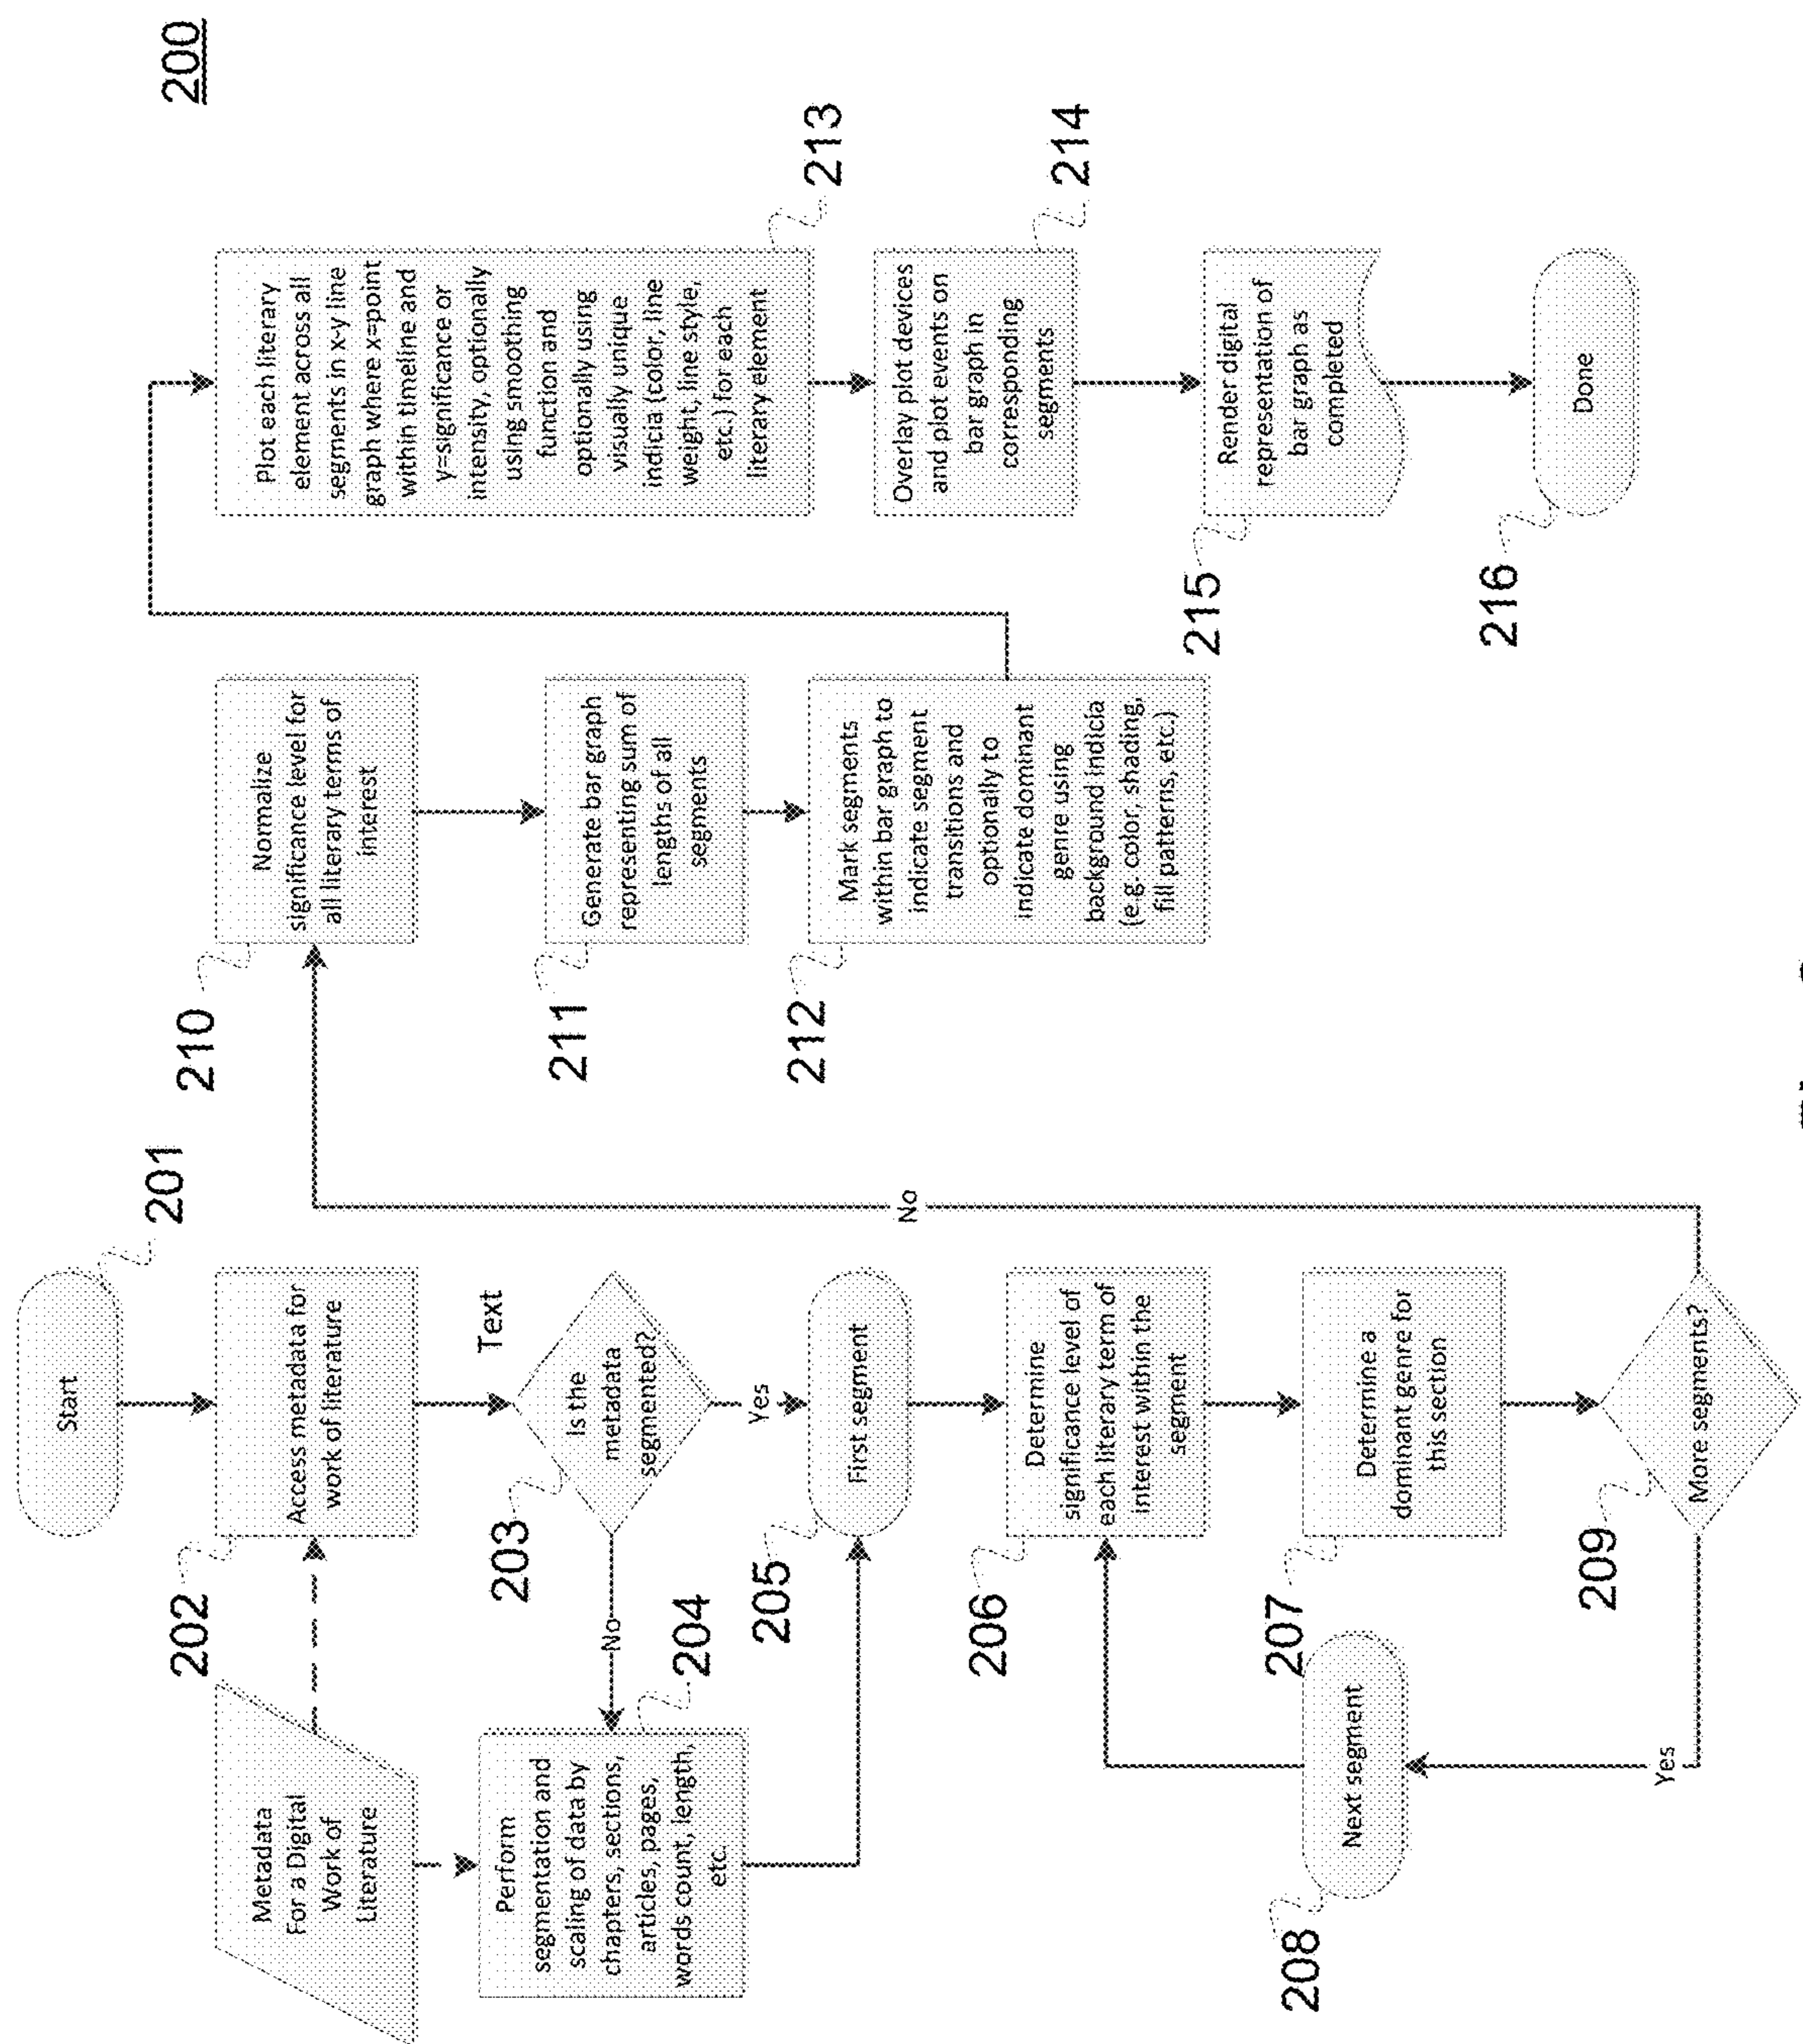 200
Start
201
Metadata
For a Digital
Work of
Literature
202
Access metadata for
work of literature
Text
203
Is the
metadata
segmented?
No
Yes
Perform
segmentation and
scaling of data by
chapters, sections,
articles, pages,
words count, length,
etc.
204
205
First segment
206
Determine
significance level of
each literary term of
interest within the
segment
207
Determine a
dominant genre for
this section
208
Next segment
209
More segments?
Yes
No
210
Normalize
significance level for
all literary terms of
interest
211
Generate bar graph
representing sum of
lengths of all
segments
212
Mark segments
within bar graph to
indicate segment
transitions and
optionally to
indicate dominant
genre using
background indicia
(e.g. color, shading,
fill patterns, etc.)
Plot each literary
element across all
segments in x-y line
graph where x=point
within timeline and
y=significance or
intensity, optionally
using smoothing
function and
optionally using
visually unique
indicia (color, line
weight, line style,
etc.) for each
literary element
213
Overlay plot devices
and plot events on
bar graph in
corresponding
segments
214
215
Render digital
representation of
bar graph as
completed
216
Done